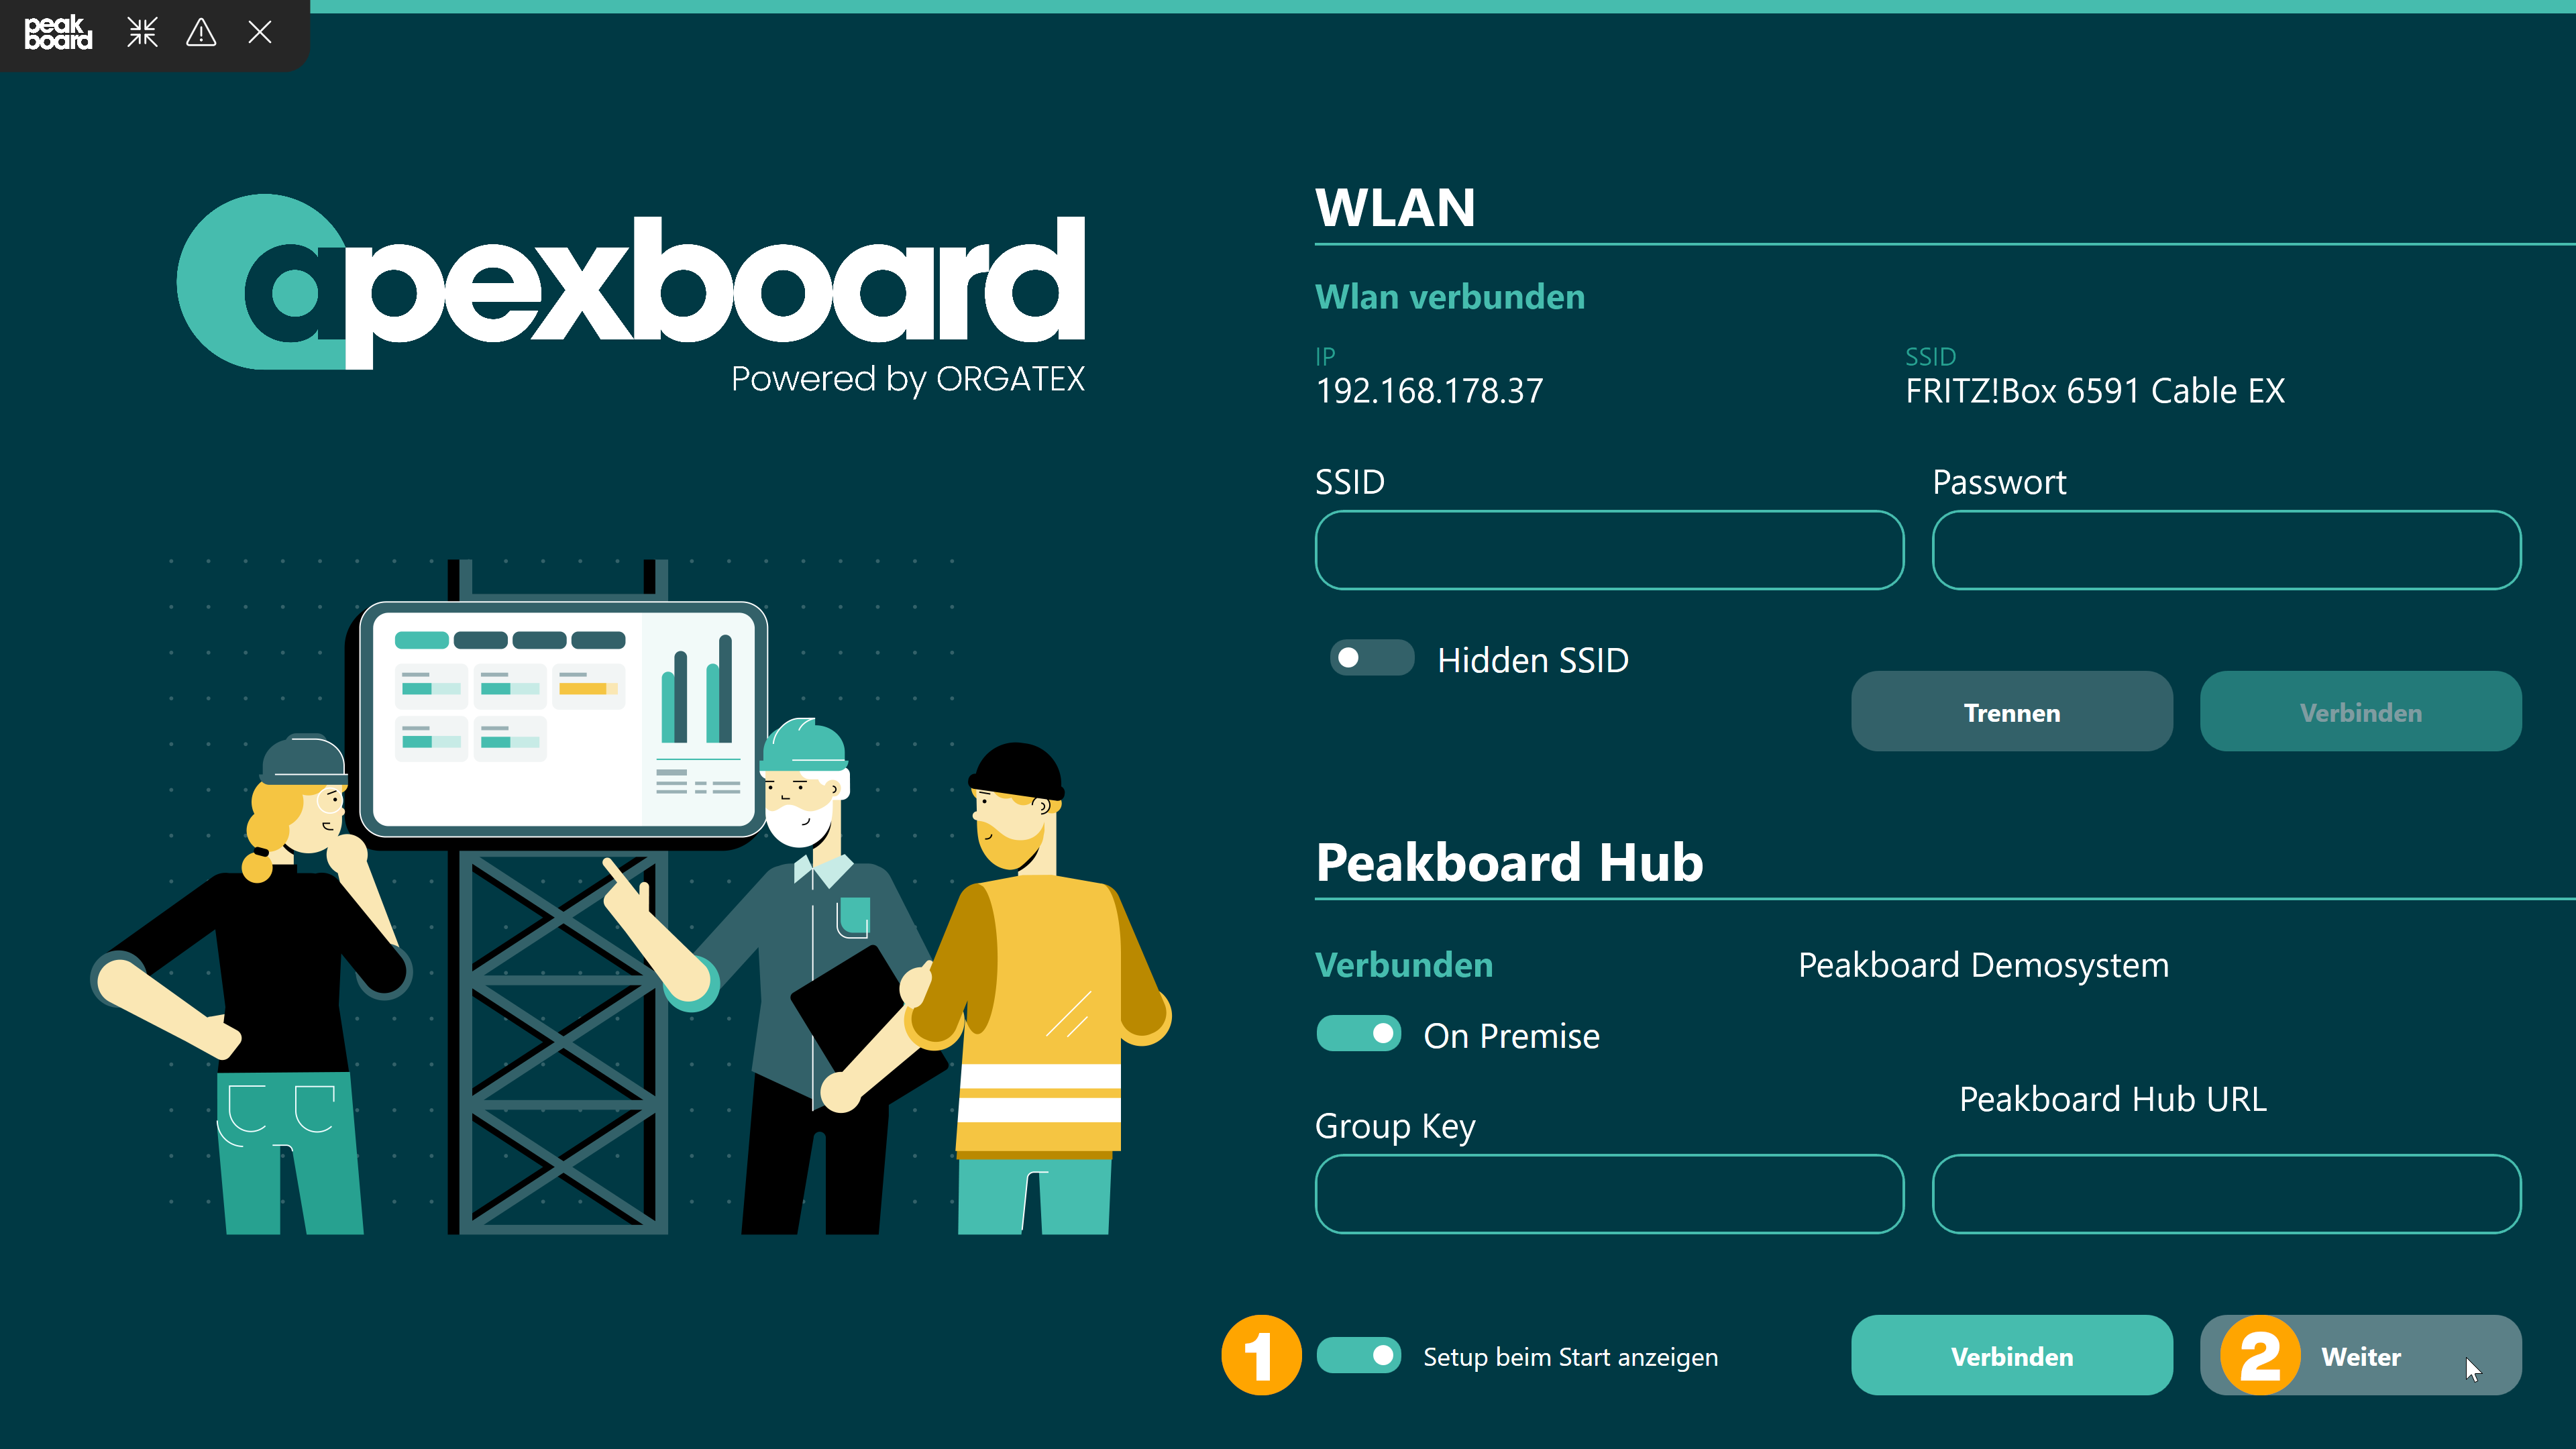 peak
board
apexboard
Powered by ORGATEX
WLAN
Wlan verbunden
IP
192.168.178.37
SSID
FRITZ!Box 6591 Cable EX
SSID
Passwort
Hidden SSID
Trennen
Verbinden
Peakboard Hub
Verbunden
Peakboard Demosystem
On Premise
Peakboard Hub URL
Group Key
1
Setup beim Start anzeigen
Verbinden
2
Weiter